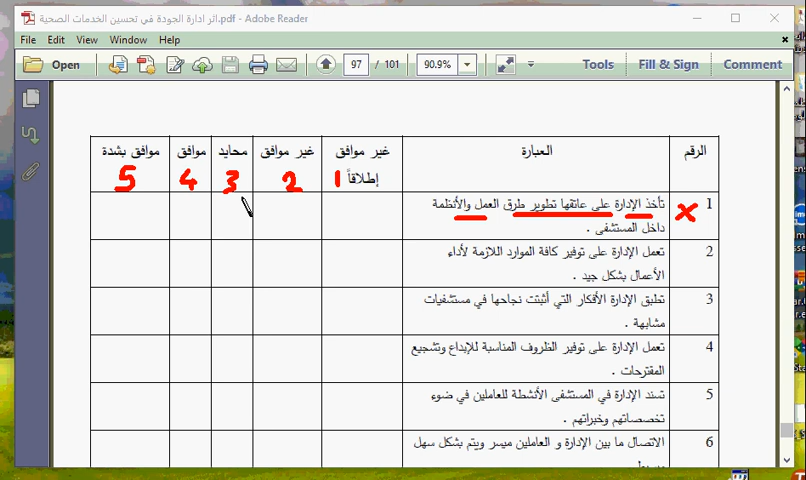 اثر ادارة الجودة في تحسين الخدمات الصحية.pdf - Adobe Reader
File Edit View Window Help
Open 97 / 101 90.9% Tools Fill & Sign Comment
الرقم العبارة غير موافق إطلاقاً غير موافق محايد موافق موافق بشدة
1 2 3 4 5
X 1 تأخذ الإدارة على عاتقها تطوير طرق العمل والأنظمة
داخل المستشفى .
2 تعمل الإدارة على توفير كافة الموارد اللازمة لأداء
الأعمال بشكل جيد .
3 تطبق الإدارة الأفكار التي أثبتت نجاحها في مستشفيات
مشابهة .
4 تعمل الإدارة على توفير الظروف المناسبة للإبداع وتشجيع
المقترحات .
5 تسند الإدارة في المستشفى الأنشطة للعاملين في ضوء
تخصصاتهم وخبراتهم .
6 الاتصال ما بين الإدارة و العاملين ميسر ويتم بشكل سهل